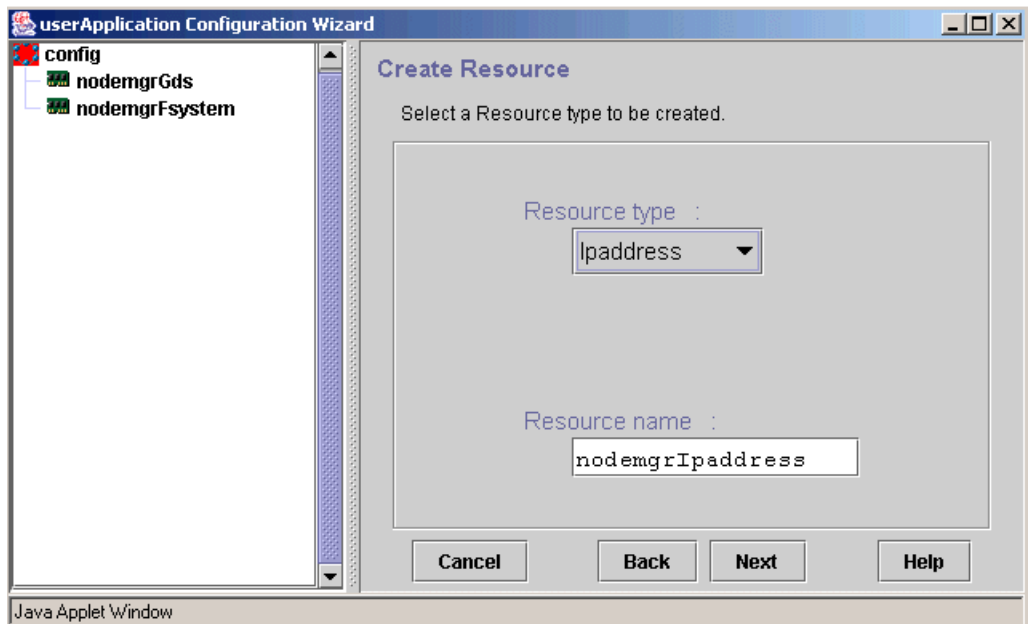 userApplication Configuration Wizard
config
nodemgrGds
nodemgrFsystem
Create Resource
Select a Resource type to be created.
Resource type :
Ipaddress
Resource name :
nodemgrIpaddress
Cancel Back Next Help
Java Applet Window